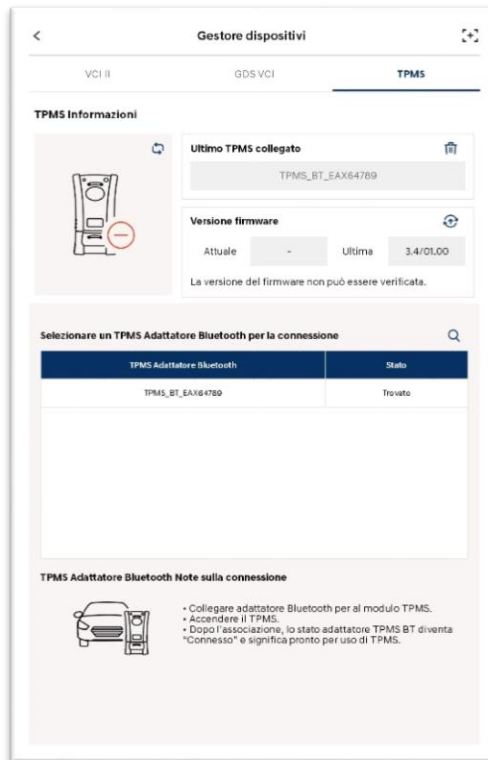 Gestore dispositivi
VCI II
GDS VCI
TPMS
TPMS Informazioni
Ultimo TPMS collegato
TPMS_BT_EAX64789
Versione firmware
Attuale
-
Ultima
3.4/01.00
La versione del firmware non può essere verificata.
Selezionare un TPMS Adattatore Bluetooth per la connessione
TPMS Adattatore Bluetooth
Stato
TPMS_BT_EAX64789
Trovato
TPMS Adattatore Bluetooth Note sulla connessione
• Collegare adattatore Bluetooth per al modulo TPMS.
• Accendere il TPMS.
• Dopo l'associazione, lo stato adattatore TPMS BT diventa
"Connesso" e significa pronto per uso di TPMS.